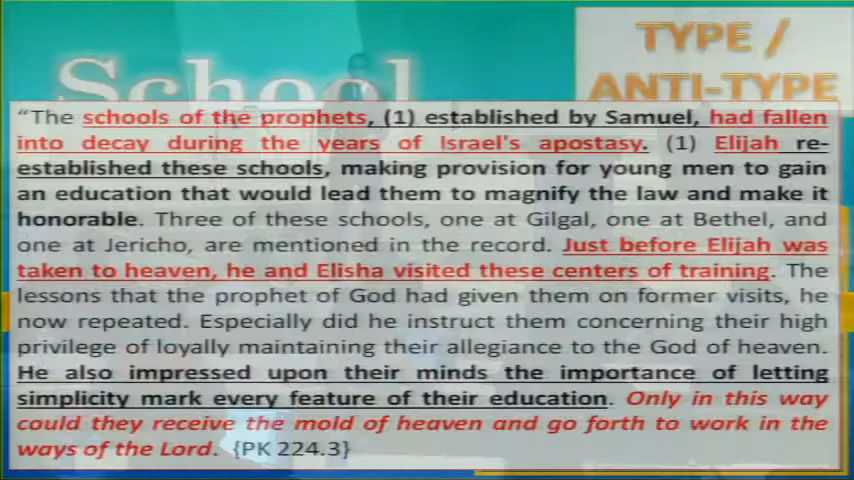 School
TYPE /
ANTI-TYPE
“The schools of the prophets, (1) established by Samuel, had fallen
into decay during the years of Israel's apostasy. (1) Elijah re-
established these schools, making provision for young men to gain
an education that would lead them to magnify the law and make it
honorable. Three of these schools, one at Gilgal, one at Bethel, and
one at Jericho, are mentioned in the record. Just before Elijah was
taken to heaven, he and Elisha visited these centers of training. The
lessons that the prophet of God had given them on former visits, he
now repeated. Especially did he instruct them concerning their high
privilege of loyally maintaining their allegiance to the God of heaven.
He also impressed upon their minds the importance of letting
simplicity mark every feature of their education. Only in this way
could they receive the mold of heaven and go forth to work in the
ways of the Lord. {PK 224.3}